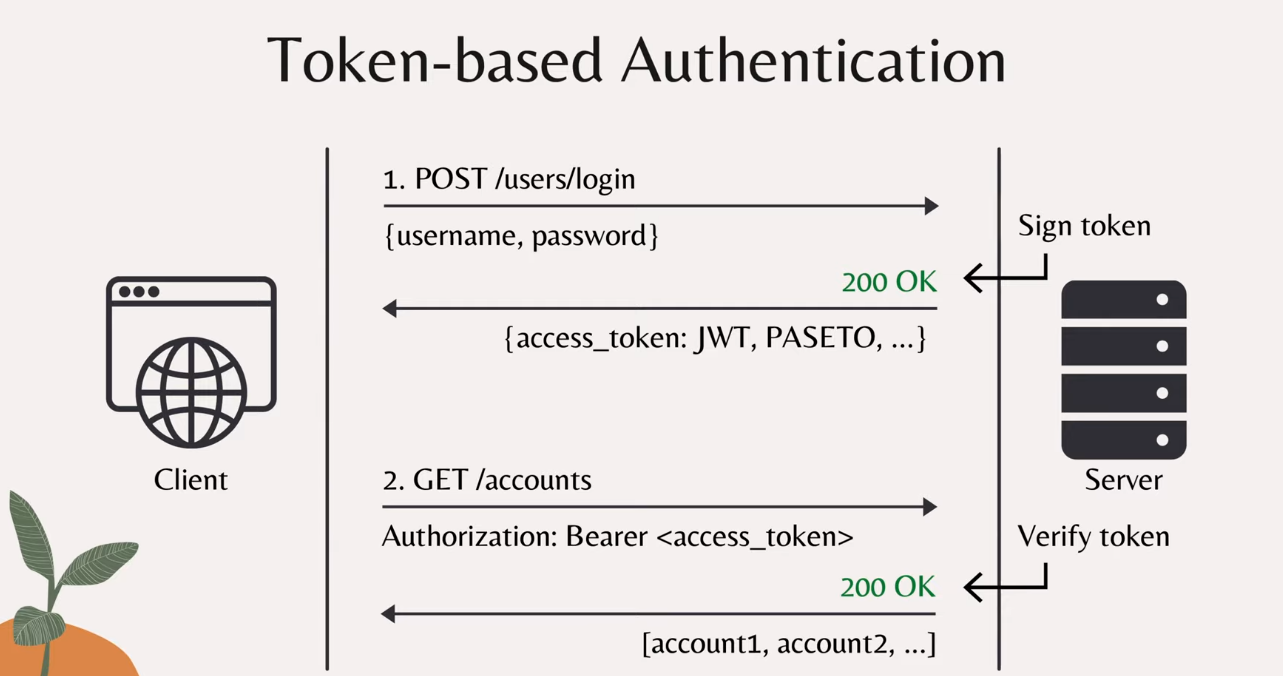 Token-based Authentication
1. POST /users/login
{username, password}
Sign token
200 OK
{access_token: JWT, PASETO, ...}
Client
Server
2. GET /accounts
Authorization: Bearer <access_token>
Verify token
200 OK
[account1, account2, ...]